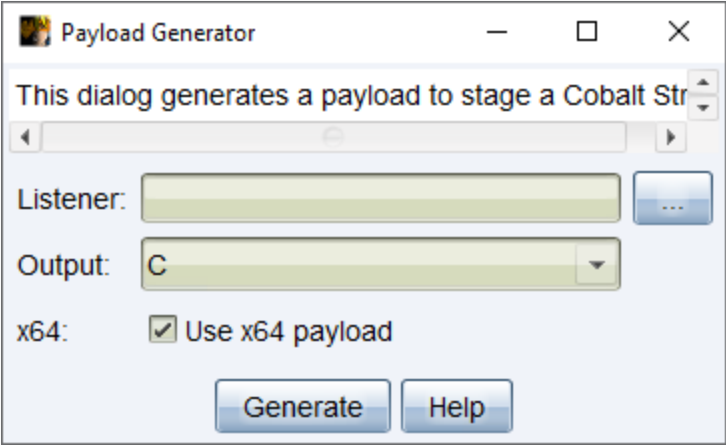 Payload Generator
This dialog generates a payload to stage a Cobalt Str
Listener:
...
Output: C
x64: Use x64 payload
Generate Help